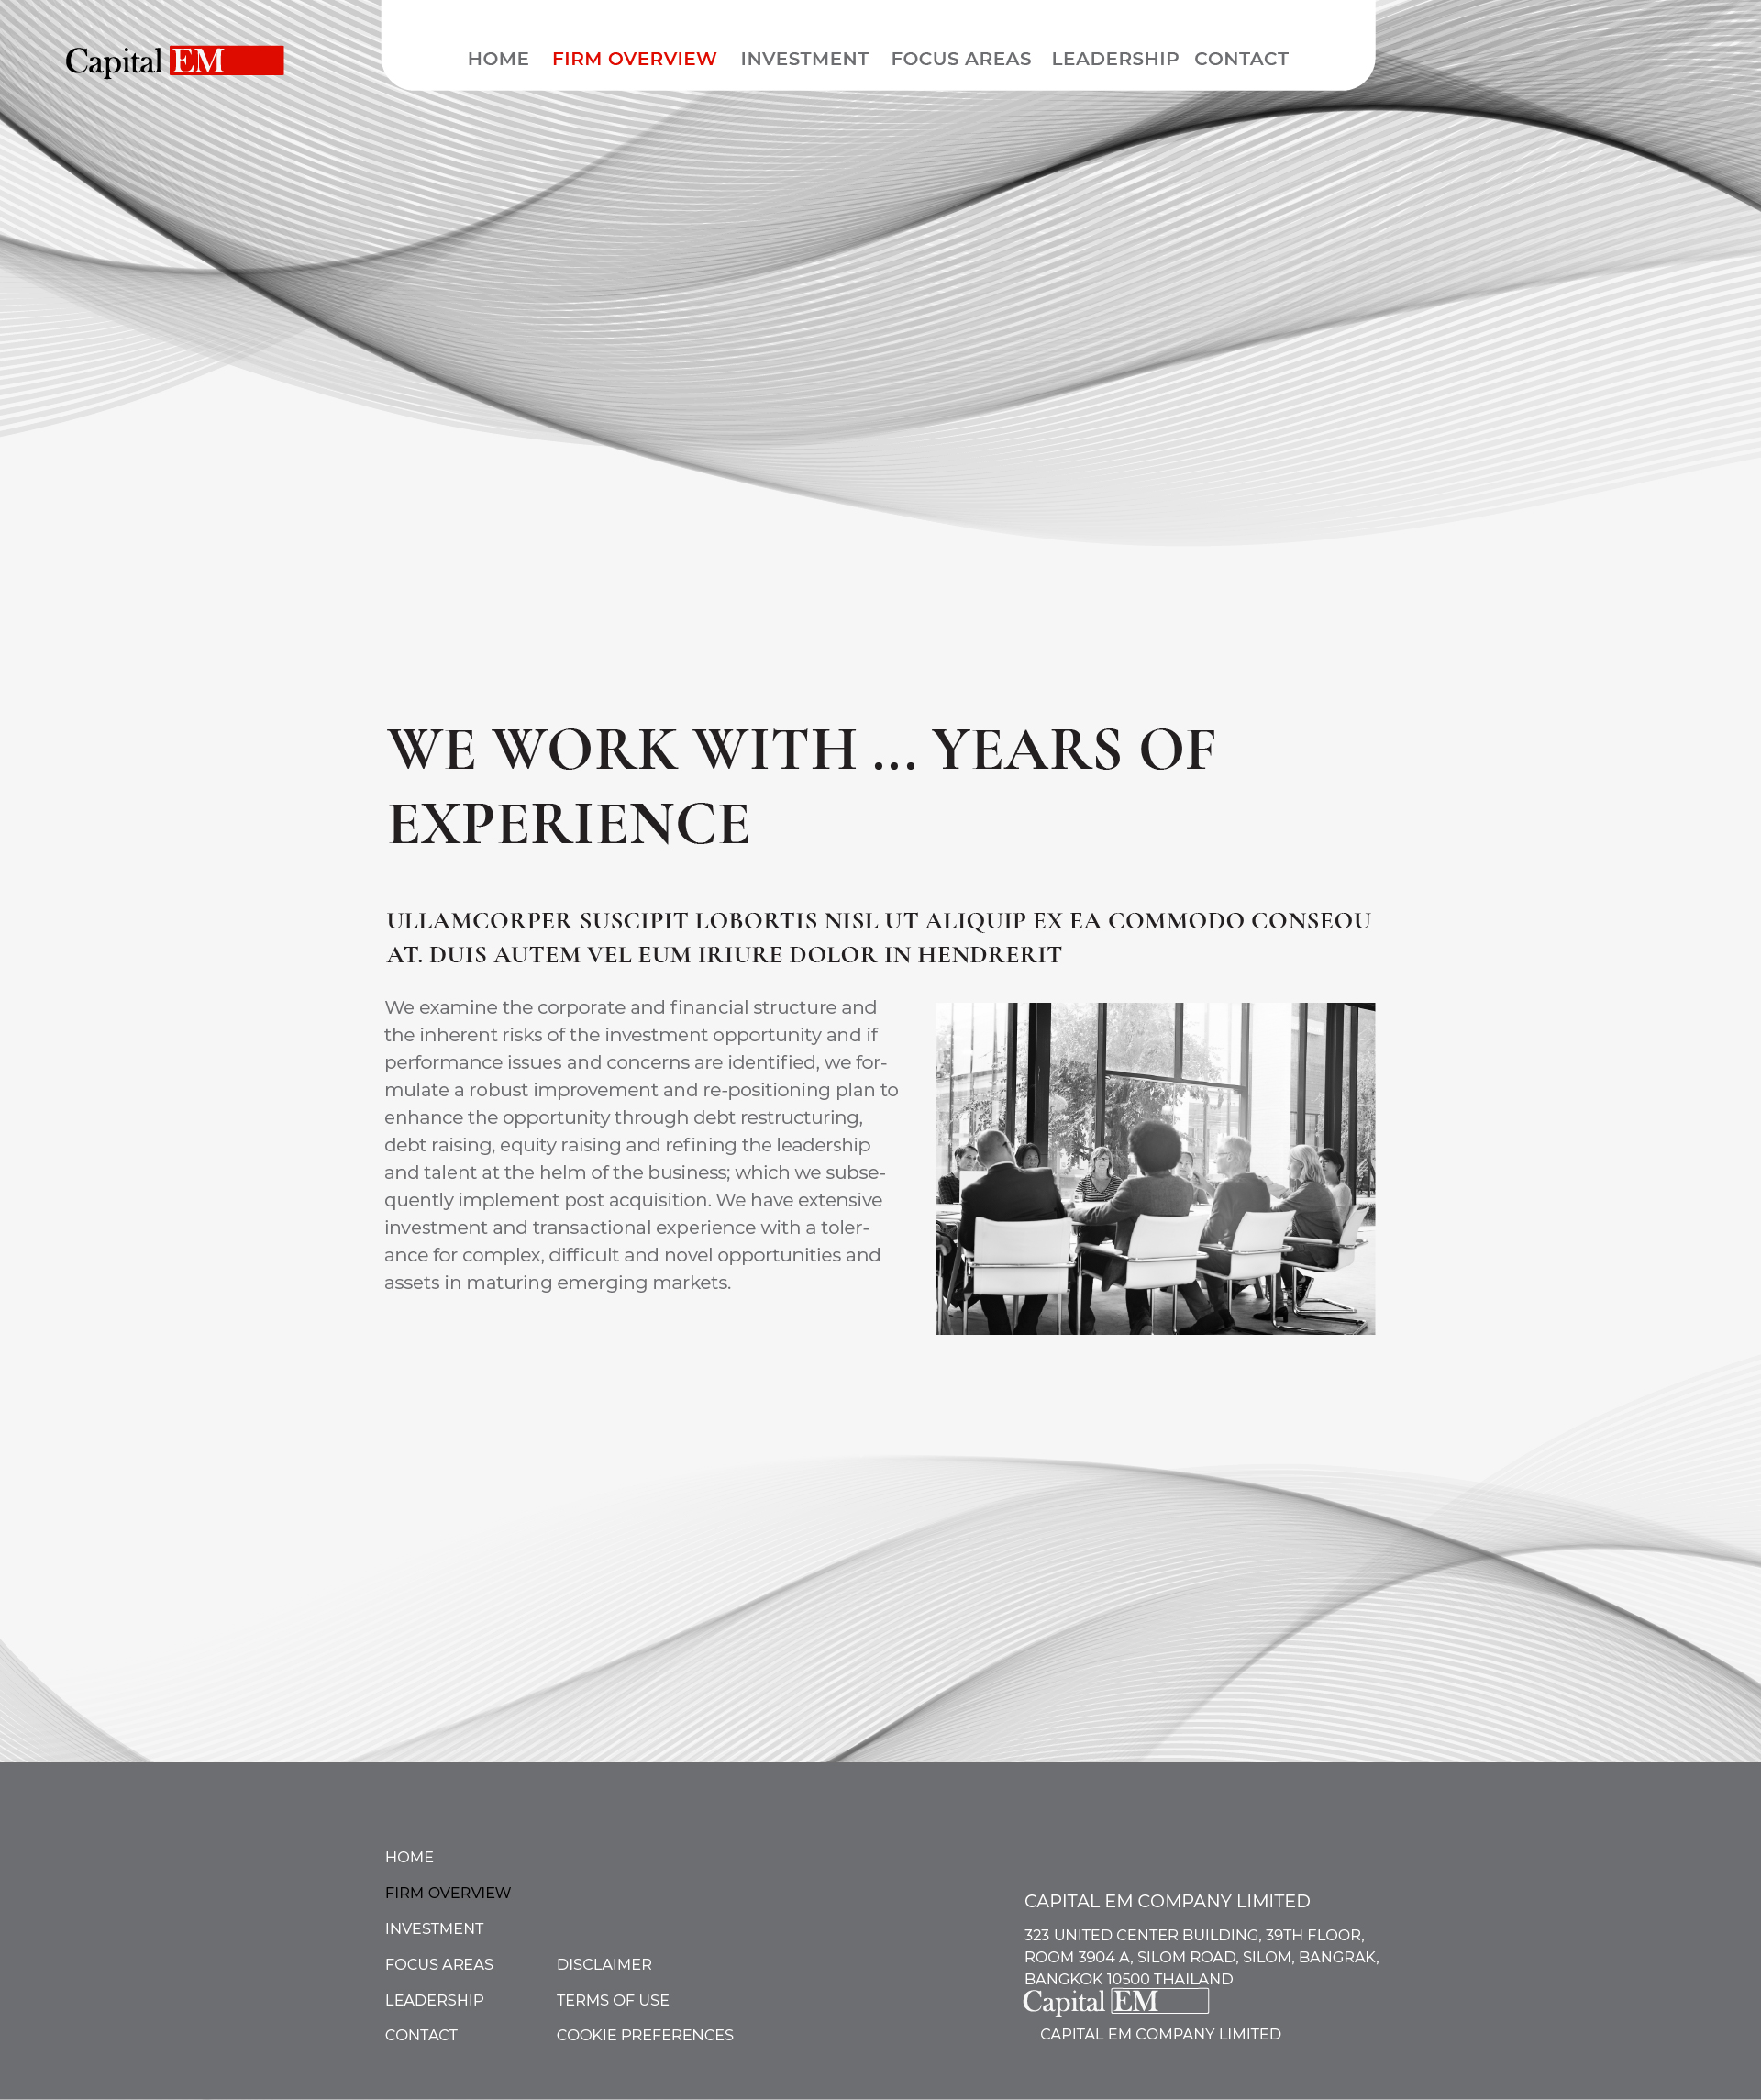 Capital EM
HOME FIRM OVERVIEW INVESTMENT FOCUS AREAS LEADERSHIP CONTACT
WE WORK WITH ... YEARS OF
EXPERIENCE
ULLAMCORPER SUSCIPIT LOBORTIS NISL UT ALIQUIP EX EA COMMODO CONSEOU
AT. DUIS AUTEM VEL EUM IRIURE DOLOR IN HENDRERIT
We examine the corporate and financial structure and
the inherent risks of the investment opportunity and if
performance issues and concerns are identified, we for-
mulate a robust improvement and re-positioning plan to
enhance the opportunity through debt restructuring,
debt raising, equity raising and refining the leadership
and talent at the helm of the business; which we subse-
quently implement post acquisition. We have extensive
investment and transactional experience with a toler-
ance for complex, difficult and novel opportunities and
assets in maturing emerging markets.
HOME
FIRM OVERVIEW
INVESTMENT
FOCUS AREAS
LEADERSHIP
CONTACT
DISCLAIMER
TERMS OF USE
COOKIE PREFERENCES
CAPITAL EM COMPANY LIMITED
323 UNITED CENTER BUILDING, 39TH FLOOR,
ROOM 3904 A, SILOM ROAD, SILOM, BANGRAK,
BANGKOK 10500 THAILAND
Capital EM
CAPITAL EM COMPANY LIMITED